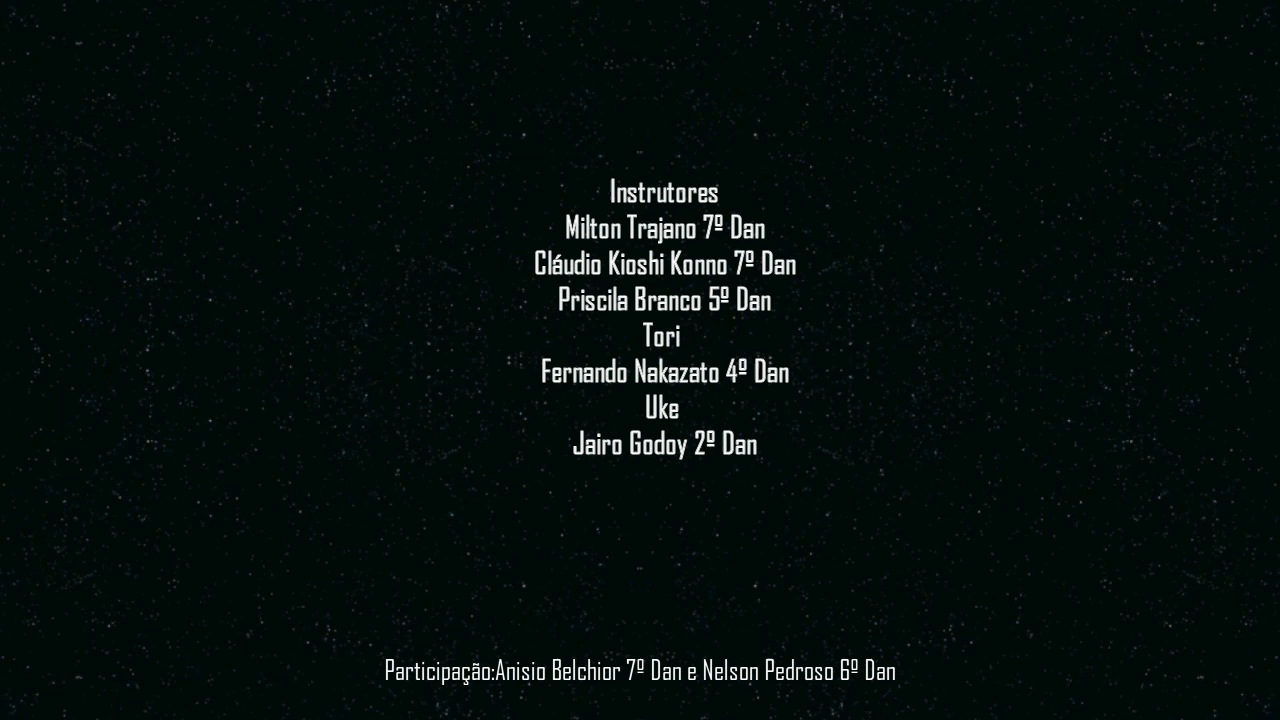 Instrutores
Milton Trajano 7º Dan
Cláudio Kioshi Konno 7º Dan
Priscila Branco 5º Dan
Tori
Fernando Nakazato 4º Dan
Uke
Jairo Godoy 2º Dan
Participação:Anisio Belchior 7º Dan e Nelson Pedroso 6º Dan